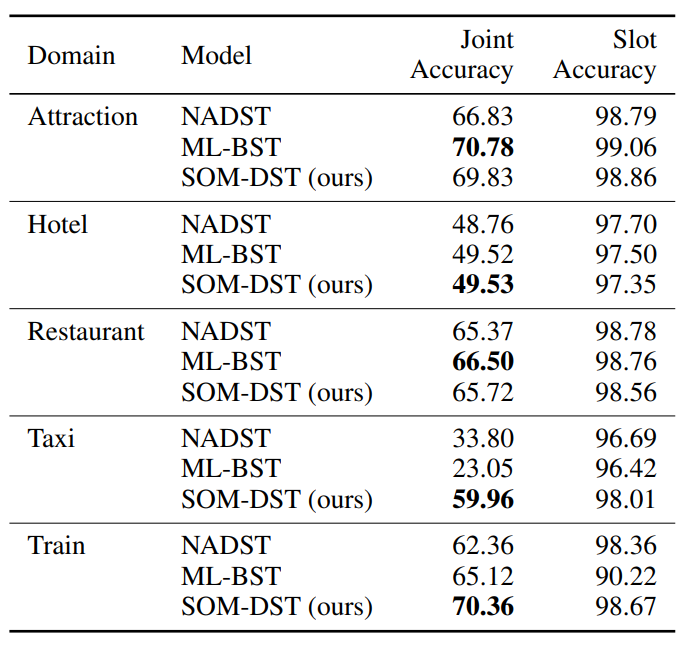 Domain Model Joint Accuracy Slot Accuracy
Attraction NADST 66.83 98.79
ML-BST 70.78 99.06
SOM-DST (ours) 69.83 98.86
Hotel NADST 48.76 97.70
ML-BST 49.52 97.50
SOM-DST (ours) 49.53 97.35
Restaurant NADST 65.37 98.78
ML-BST 66.50 98.76
SOM-DST (ours) 65.72 98.56
Taxi NADST 33.80 96.69
ML-BST 23.05 96.42
SOM-DST (ours) 59.96 98.01
Train NADST 62.36 98.36
ML-BST 65.12 90.22
SOM-DST (ours) 70.36 98.67